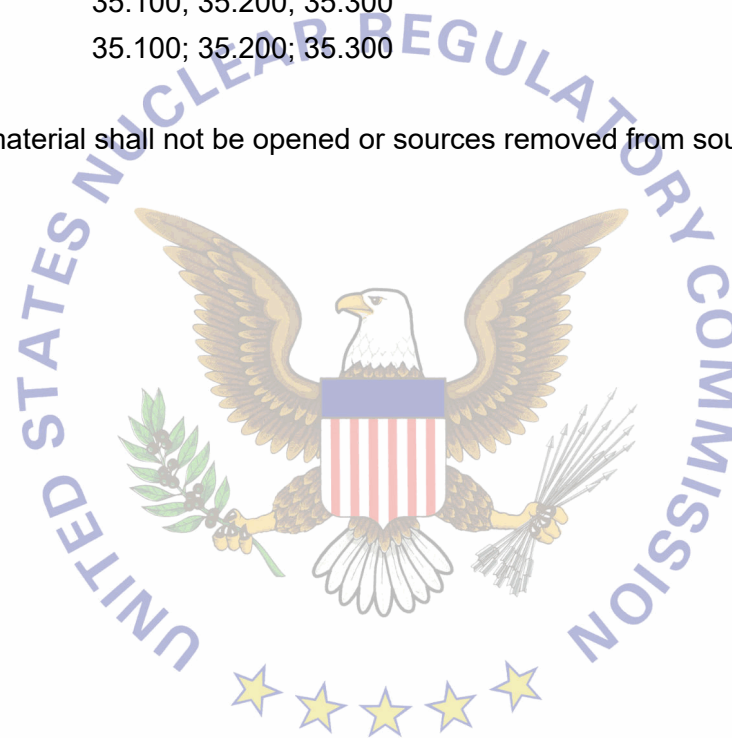 35.100; 35.200; 35.300
35.100; 35.200; 35.300
material shall not be opened or sources removed from
UNITED STATES NUCLEAR REGULATORY COMMISSION